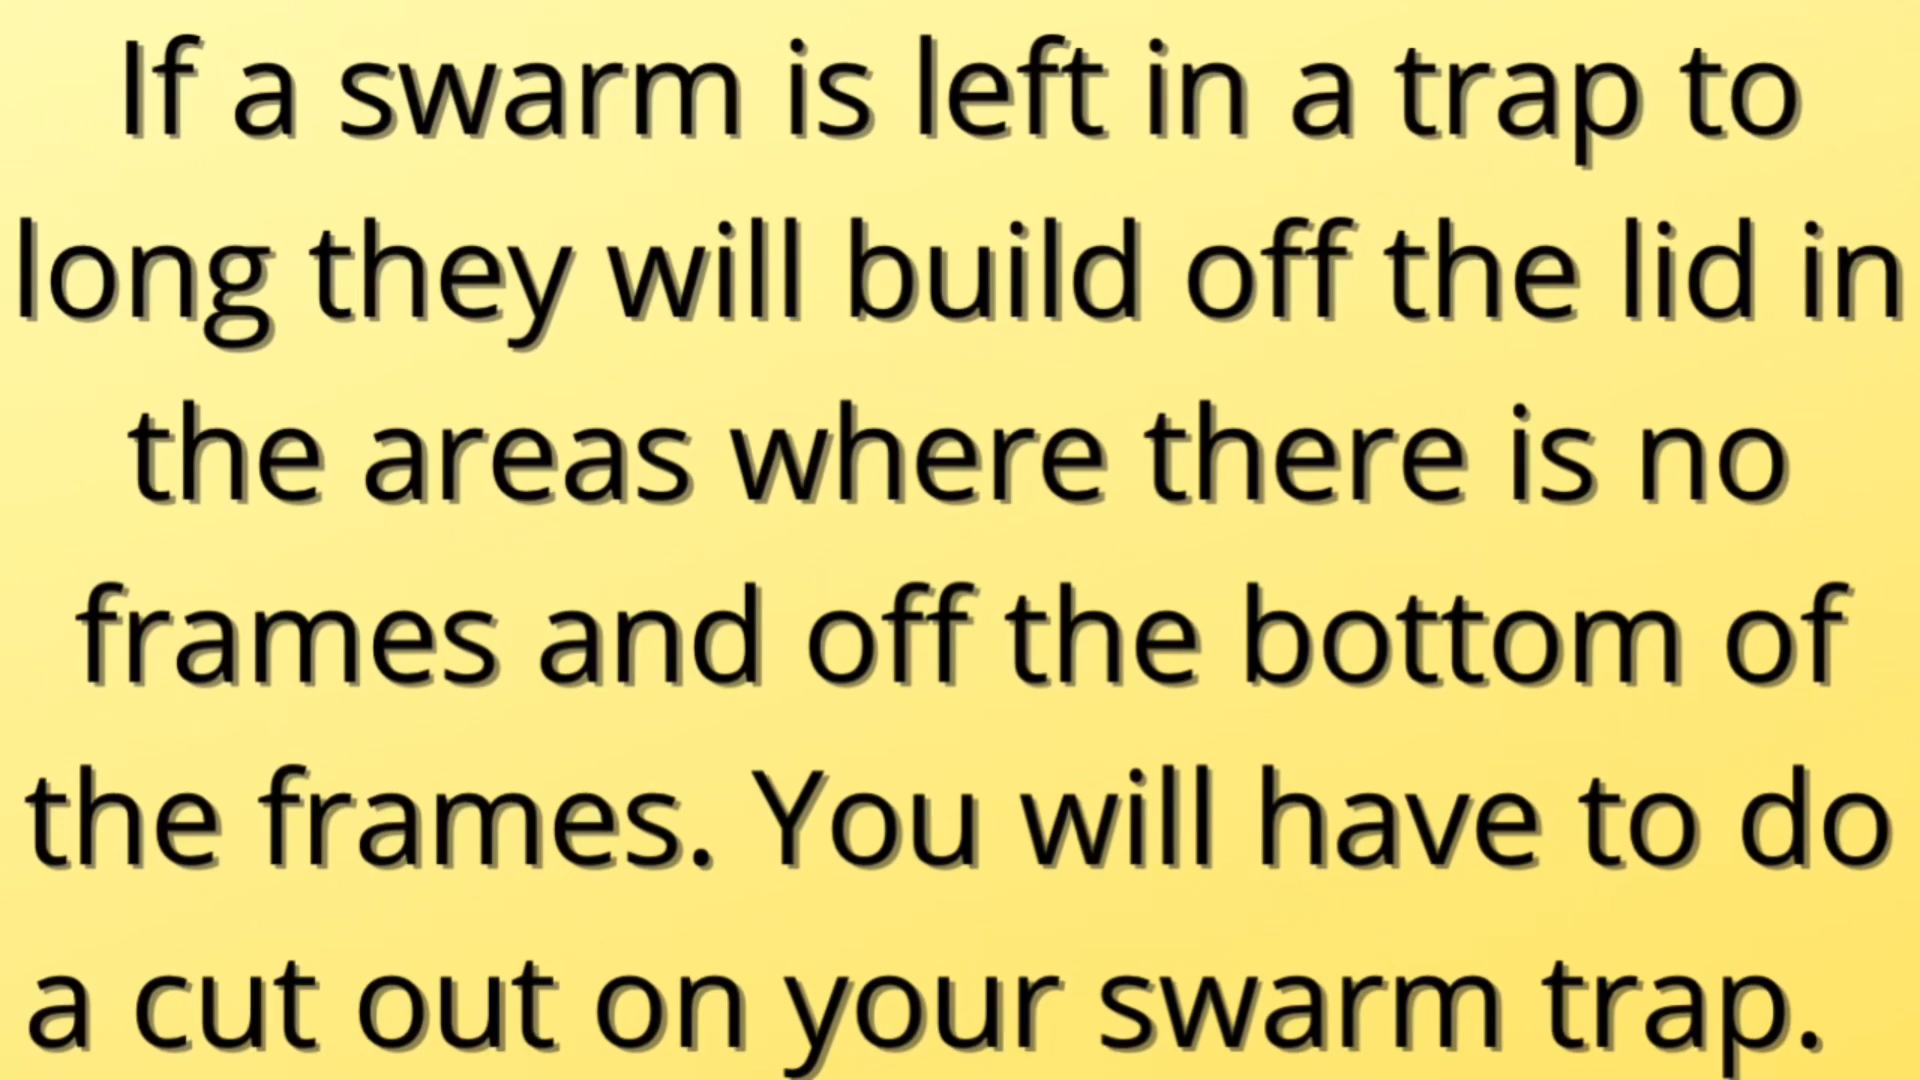 If a swarm is left in a trap to
long they will build off the lid in
the areas where there is no
frames and off the bottom of
the frames. You will have to do
a cut out on your swarm trap.